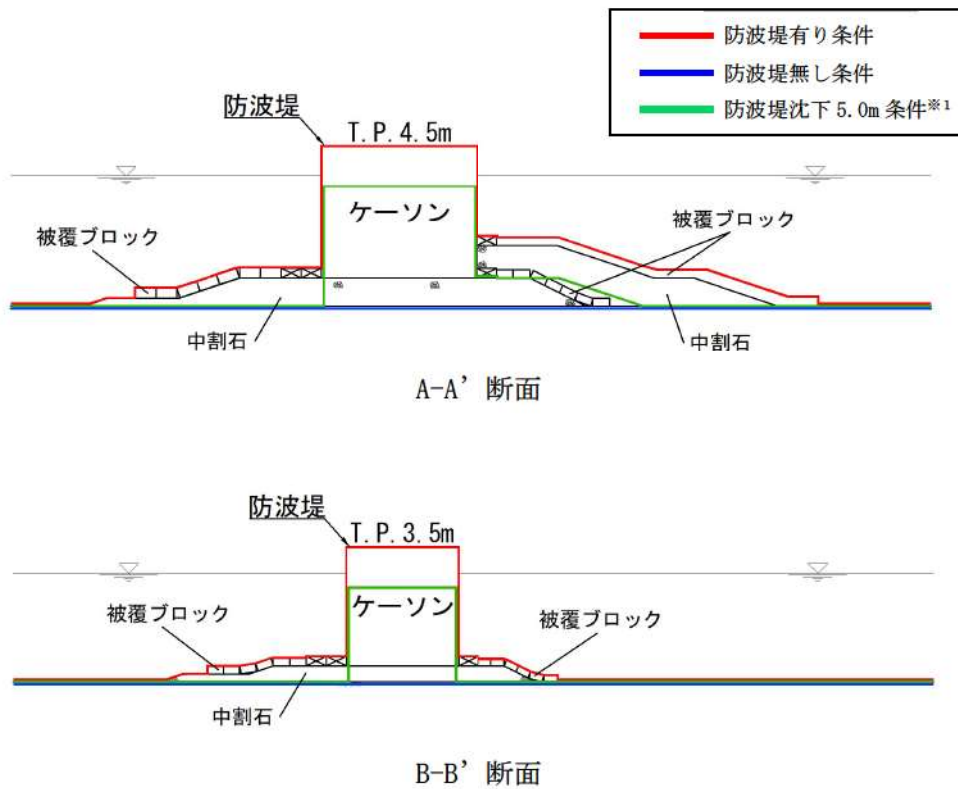 防波堤有り条件
防波堤無し条件
防波堤沈下 5.0m 条件※1
防波堤
T.P.4.5m
ケーソン
被覆ブロック
被覆ブロック
中割石
中割石
A-A’ 断面
防波堤
T.P.3.5m
ケーソン
被覆ブロック
被覆ブロック
中割石
B-B’ 断面